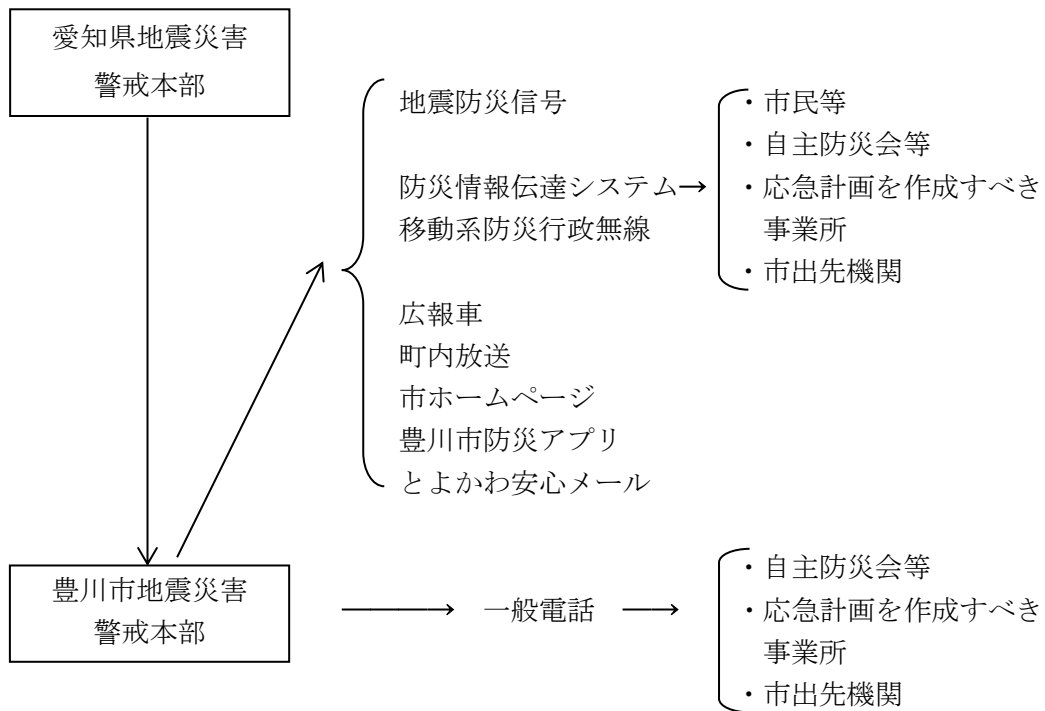 愛知県地震災害
警戒本部
地震防災信号
防災情報伝達システム→
移動系防災行政無線
広報車
町内放送
市ホームページ
豊川市防災アプリ
とよかわ安心メール
・市民等
・自主防災会等
・応急計画を作成すべき
事業所
・市出先機関
豊川市地震災害
警戒本部
一般電話
・自主防災会等
・応急計画を作成すべき
事業所
・市出先機関